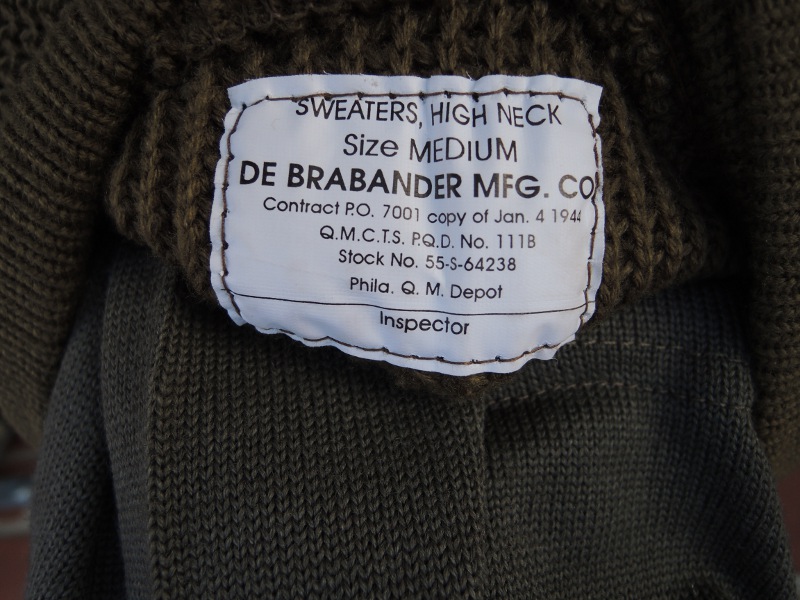 SWEATERS, HIGH NECK
Size MEDIUM
DE BRABANDER MFG. CO
Contract P.O. 7001 copy of Jan. 4 1944
Q.M.C.T.S. P.Q.D. No. 111B
Stock No. 55-S-64238
Phila. Q. M. Depot
Inspector